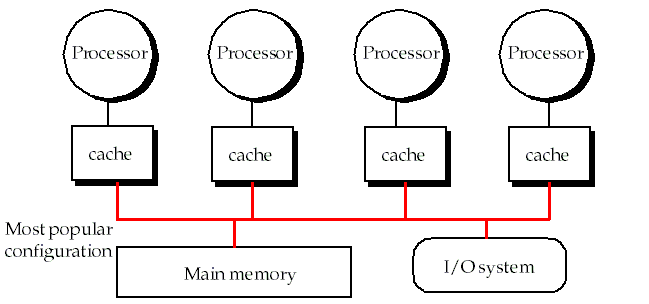 Processor Processor Processor Processor
cache cache cache cache
Most popular
configuration
Main memory
I/O system